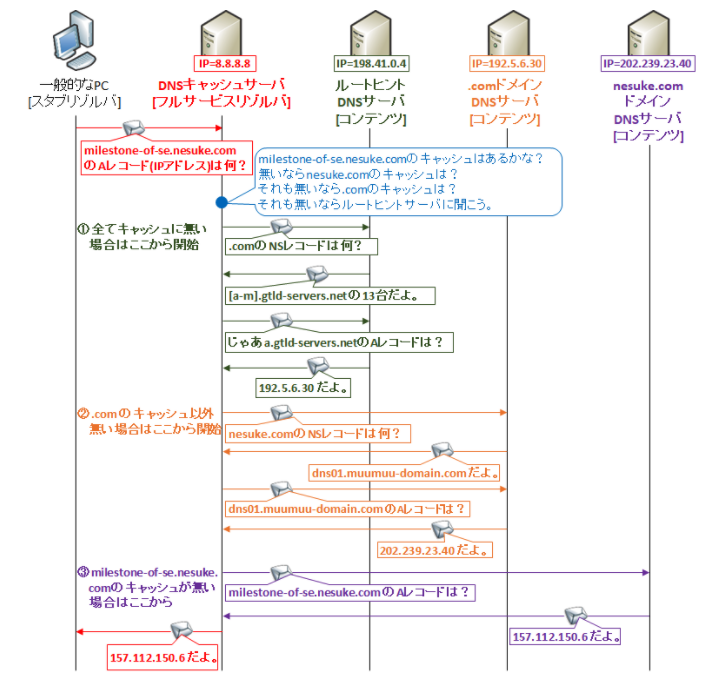 IP=8.8.8.8
IP=198.41.0.4
IP=192.5.6.30
IP=202.239.23.40
一般的なPC
[スタブリゾルバ]
DNSキャッシュサーバ
[フルサービスリゾルバ]
ルートヒント
DNSサーバ
[コンテンツ]
.comドメイン
DNSサーバ
[コンテンツ]
nesuke.com
ドメイン
DNSサーバ
[コンテンツ]
milestone-of-se.nesuke.com
のAレコード(IPアドレス)は何？
milestone-of-se.nesuke.comのキャッシュはあるかな？
無いならnesuke.comのキャッシュは？
それも無いなら.comのキャッシュは？
それも無いならルートヒントサーバに聞こう。
①全てキャッシュに無い
場合はここから開始
.comのNSレコードは何？
[a-m].gtld-servers.netの13台だよ。
じゃあa.gtld-servers.netのAレコードは？
192.5.6.30だよ。
②.comのキャッシュ以外
無い場合はここから開始
nesuke.comのNSレコードは何？
dns01.muumuu-domain.comだよ。
dns01.muumuu-domain.comのAレコードは？
202.239.23.40だよ。
③milestone-of-se.nesuke.
comのキャッシュが無い
場合はここから
milestone-of-se.nesuke.comのAレコードは？
157.112.150.6だよ。
157.112.150.6だよ。